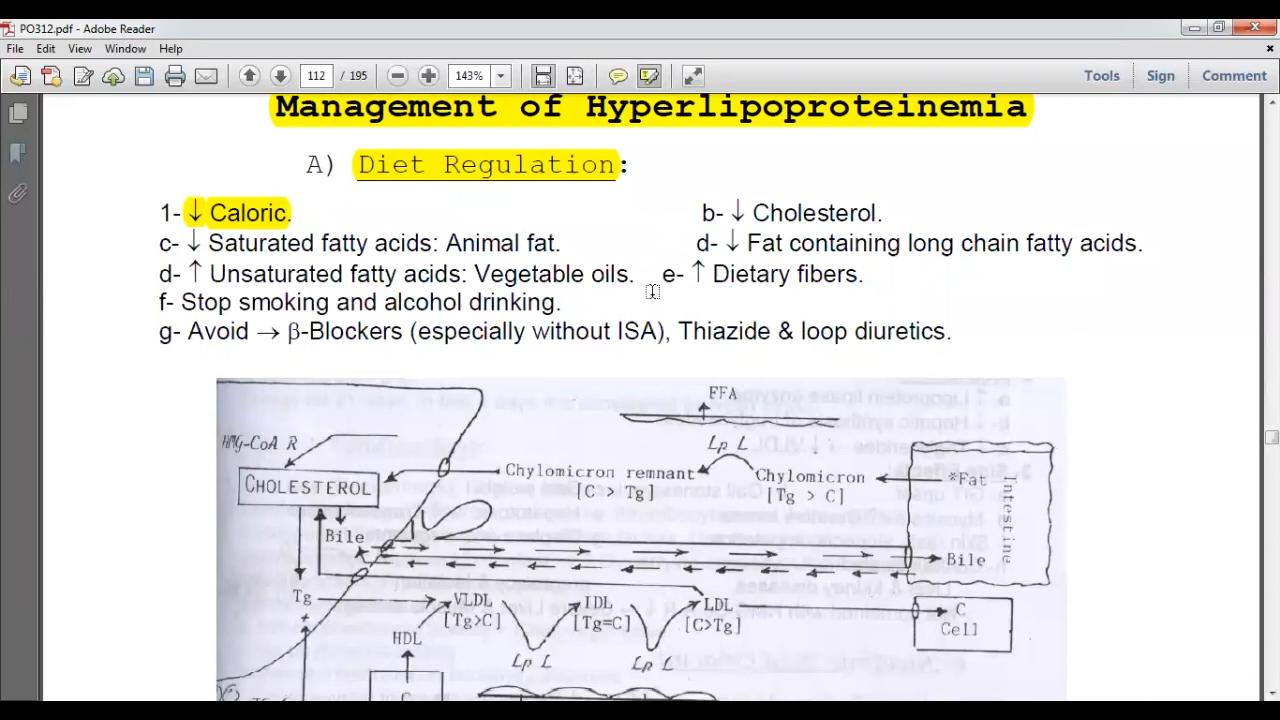 PO312.pdf - Adobe Reader
File Edit View Window Help
112 / 195 143% Tools Sign Comment
Management of Hyperlipoproteinemia
A) Diet Regulation:
1- ↓ Caloric. b- ↓ Cholesterol.
c- ↓ Saturated fatty acids: Animal fat. d- ↓ Fat containing long chain fatty acids.
d- ↑ Unsaturated fatty acids: Vegetable oils. e- ↑ Dietary fibers.
f- Stop smoking and alcohol drinking.
g- Avoid → β-Blockers (especially without ISA), Thiazide & loop diuretics.
FFA
HMG-CoA R Lp L
CHOLESTEROL Chylomicron remnant Chylomicron *Fat
[C > Tg] [Tg > C] Intestine
Bile Bile
Tg VLDL IDL LDL C
[Tg>C] [Tg=C] [C>Tg] Cell
HDL
Lp L Lp L